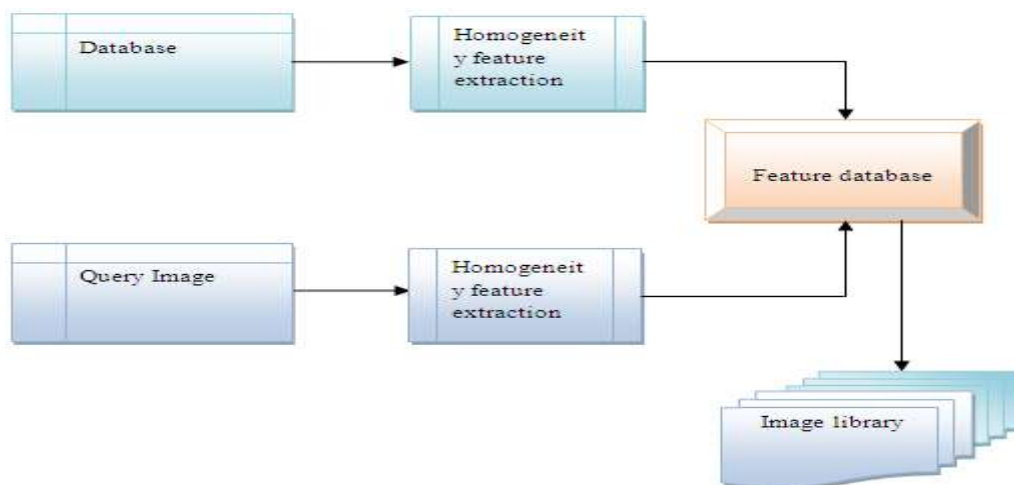 Database
Homogeneit
y feature
extraction
Feature database
Query Image
Homogeneit
y feature
extraction
Image library